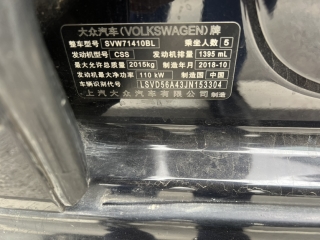 大众汽车(VOLKSWAGEN)牌
整车型号 SVW71410BL 乘坐人数 5
发动机型号 CSS 发动机排量 1395 mL
最大允许总质量 2015kg 制造年月 2018-10
发动机最大净功率 110 kW 制造国 中国
车辆识别代号 LSVD56A43JN153304
上汽大众汽车有限公司 制造